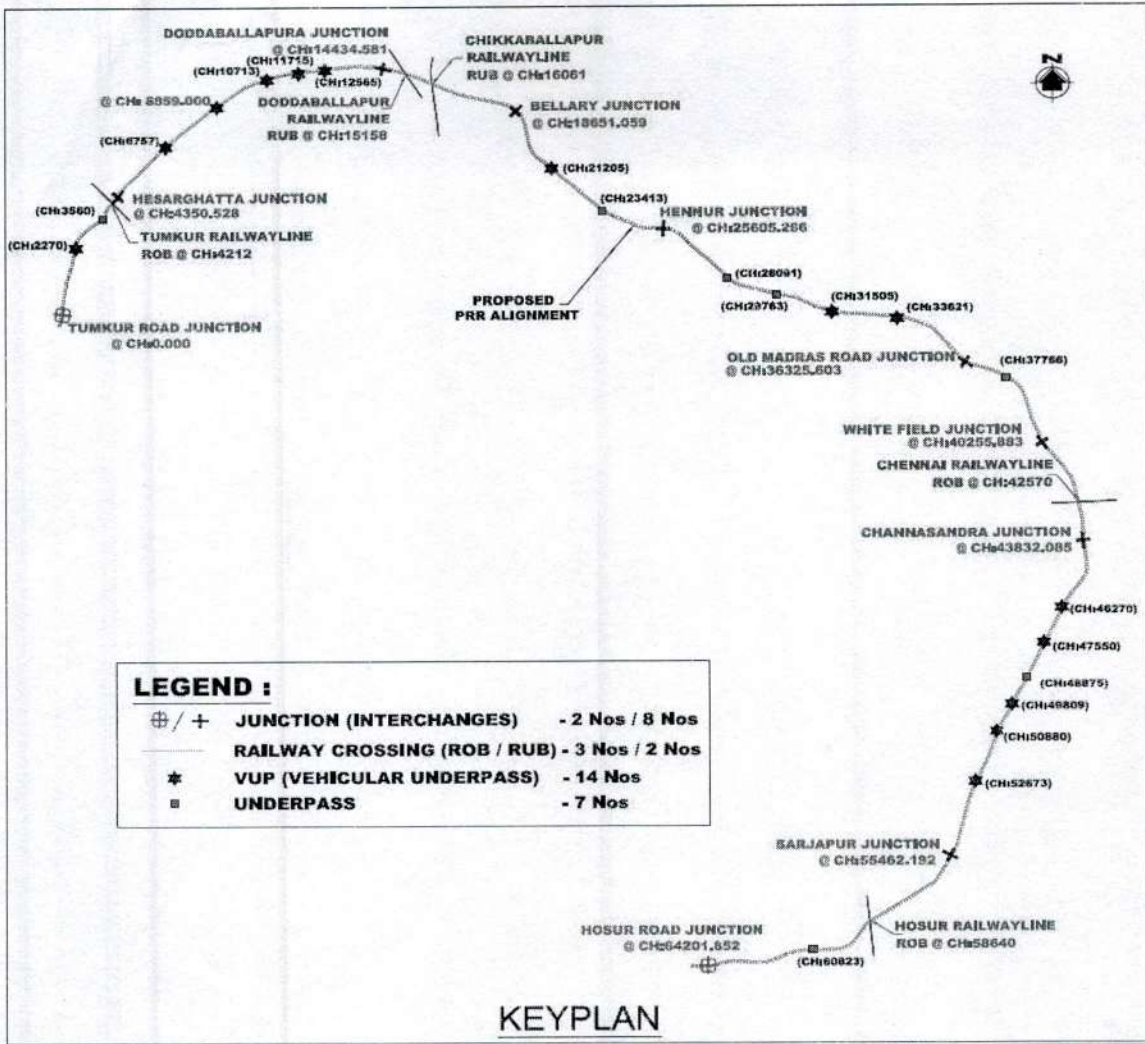 DODDABALLAPURA JUNCTION
@ CH:14434.581
(CH:11715)
(CH:10713)
(CH:12565)
@ CH: 8859.000
DODDABALLAPUR
RAILWAYLINE
RUB @ CH:15158
CHIKKABALLAPUR
RAILWAYLINE
RUB @ CH:16061
N
BELLARY JUNCTION
@ CH:18651.059
(CH:6757)
(CH:21205)
(CH:3560)
HESARGHATTA JUNCTION
@ CH:4350.528
(CH:23413)
HENNUR JUNCTION
@ CH:25605.266
TUMKUR RAILWAYLINE
ROB @ CH:4212
(CH:2270)
(CH:28091)
(CH:29763)
(CH:31505)
(CH:33621)
PROPOSED
PRR ALIGNMENT
TUMKUR ROAD JUNCTION
@ CH:0.000
OLD MADRAS ROAD JUNCTION
@ CH:36325.603
(CH:37766)
WHITE FIELD JUNCTION
@ CH:40255.883
CHENNAI RAILWAYLINE
ROB @ CH:42570
CHANNASANDRA JUNCTION
@ CH:43832.085
(CH:46270)
(CH:47550)
(CH:48875)
(CH:49809)
(CH:50880)
(CH:52673)
LEGEND :
JUNCTION (INTERCHANGES) - 2 Nos / 8 Nos
RAILWAY CROSSING (ROB / RUB) - 3 Nos / 2 Nos
VUP (VEHICULAR UNDERPASS) - 14 Nos
UNDERPASS - 7 Nos
SARJAPUR JUNCTION
@ CH:55462.192
HOSUR ROAD JUNCTION
@ CH:64201.652
(CH:60823)
HOSUR RAILWAYLINE
ROB @ CH:58640
KEYPLAN